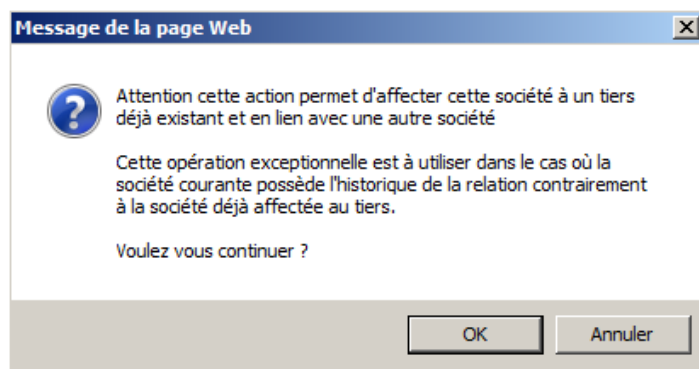 Message de la page Web
Attention cette action permet d'affecter cette société à un tiers
déjà existant et en lien avec une autre société
Cette opération exceptionnelle est à utiliser dans le cas où la
société courante possède l'historique de la relation contrairement
à la société déjà affectée au tiers.
Voulez vous continuer ?
OK
Annuler